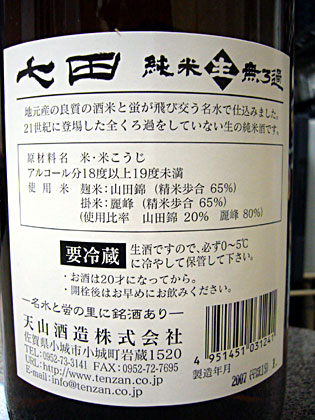 七田 純米生無ろ過
地元産の良質の酒米と蛍が飛び交う名水で仕込みました。
21世紀に登場した全くろ過をしていない生の純米酒です。
原材料名 米・米こうじ
アルコール分18度以上19度未満
使用米 麹米:山田錦 (精米歩合 65%)
掛米:麗峰 (精米歩合 65%)
(使用比率 山田錦 20% 麗峰 80%)
要冷蔵 生酒ですので、必ず0~5℃
に冷やして保管して下さい。
・お酒は20才になってから。
・開栓後はお早めにお飲みください。
―名水と蛍の里に銘酒あり―
天山酒造株式会社
佐賀県小城市小城町岩蔵1520
TEL.0952-73-3141 FAX.0952-72-7695
URL.http://www.tenzan.co.jp
E-mail=info@tenzan.co.jp
4 951451 031241
製造年月 2007